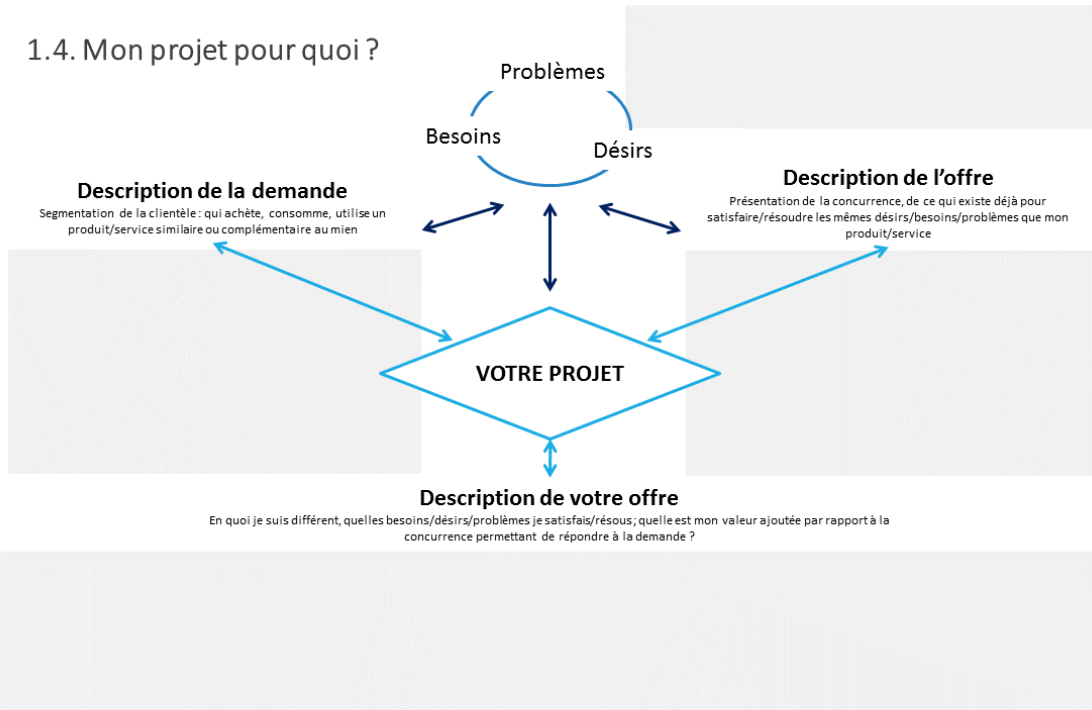 1.4. Mon projet pour quoi ?
Problèmes
Besoins
Désirs
Description de la demande
Segmentation de la clientèle : qui achète, consomme, utilise un
produit/service similaire ou complémentaire au mien
Description de l’offre
Présentation de la concurrence, de ce qui existe déjà pour
satisfaire/résoudre les mêmes désirs/besoins/problèmes que mon
produit/service
VOTRE PROJET
Description de votre offre
En quoi je suis différent, quelles besoins/désirs/problèmes je satisfais/résous ; quelle est mon valeur ajoutée par rapport à la
concurrence permettant de répondre à la demande ?